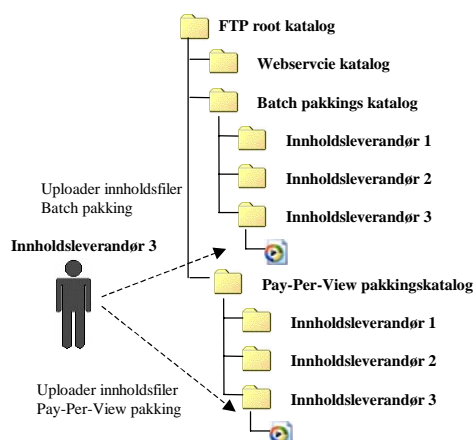 FTP root katalog
Webservcie katalog
Batch pakkings katalog
Innholdsleverandør 1
Innholdsleverandør 2
Innholdsleverandør 3
Uploader innholdsfiler
Batch pakking
Innholdsleverandør 3
Pay-Per-View pakkingskatalog
Innholdsleverandør 1
Innholdsleverandør 2
Innholdsleverandør 3
Uploader innholdsfiler
Pay-Per-View pakking